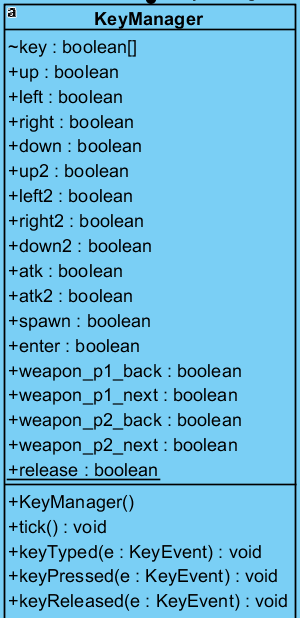 a
KeyManager
~key : boolean[]
+up : boolean
+left : boolean
+right : boolean
+down : boolean
+up2 : boolean
+left2 : boolean
+right2 : boolean
+down2 : boolean
+atk : boolean
+atk2 : boolean
+spawn : boolean
+enter : boolean
+weapon_p1_back : boolean
+weapon_p1_next : boolean
+weapon_p2_back : boolean
+weapon_p2_next : boolean
+release : boolean
+KeyManager()
+tick() : void
+keyTyped(e : KeyEvent) : void
+keyPressed(e : KeyEvent) : void
+keyReleased(e : KeyEvent) : void